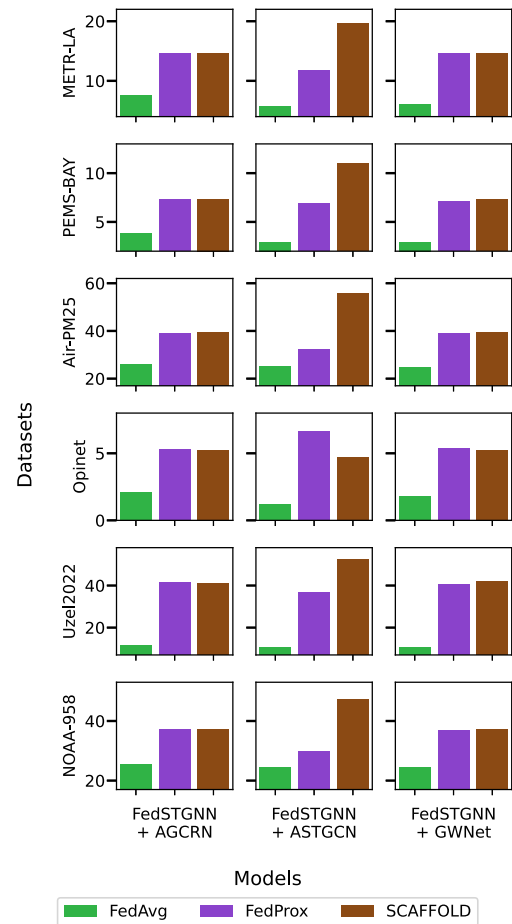 20
10
METR-LA
10
5
PEMS-BAY
60
40
20
Air-PM25
5
0
Opinet
40
20
Uzel2022
40
20
NOAA-958
Datasets
FedSTGNN
+ AGCRN
FedSTGNN
+ ASTGCN
FedSTGNN
+ GWNet
Models
FedAvg FedProx SCAFFOLD